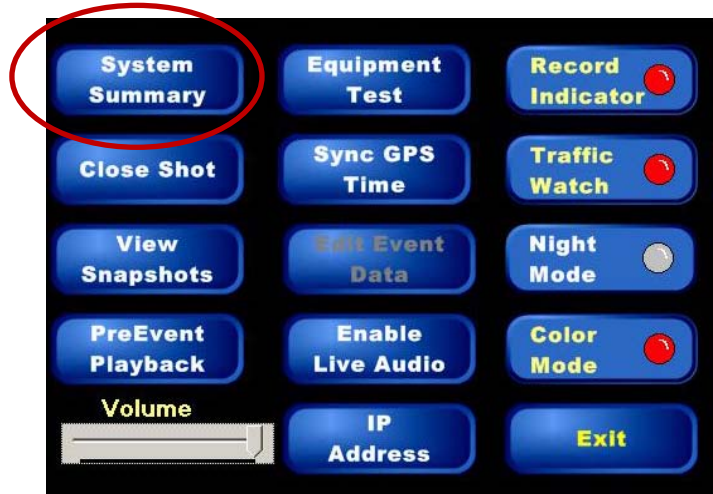 System
Summary
Equipment
Test
Record
Indicator
Close Shot
Sync GPS
Time
Traffic
Watch
View
Snapshots
Edit Event
Data
Night
Mode
PreEvent
Playback
Enable
Live Audio
Color
Mode
Volume
IP
Address
Exit